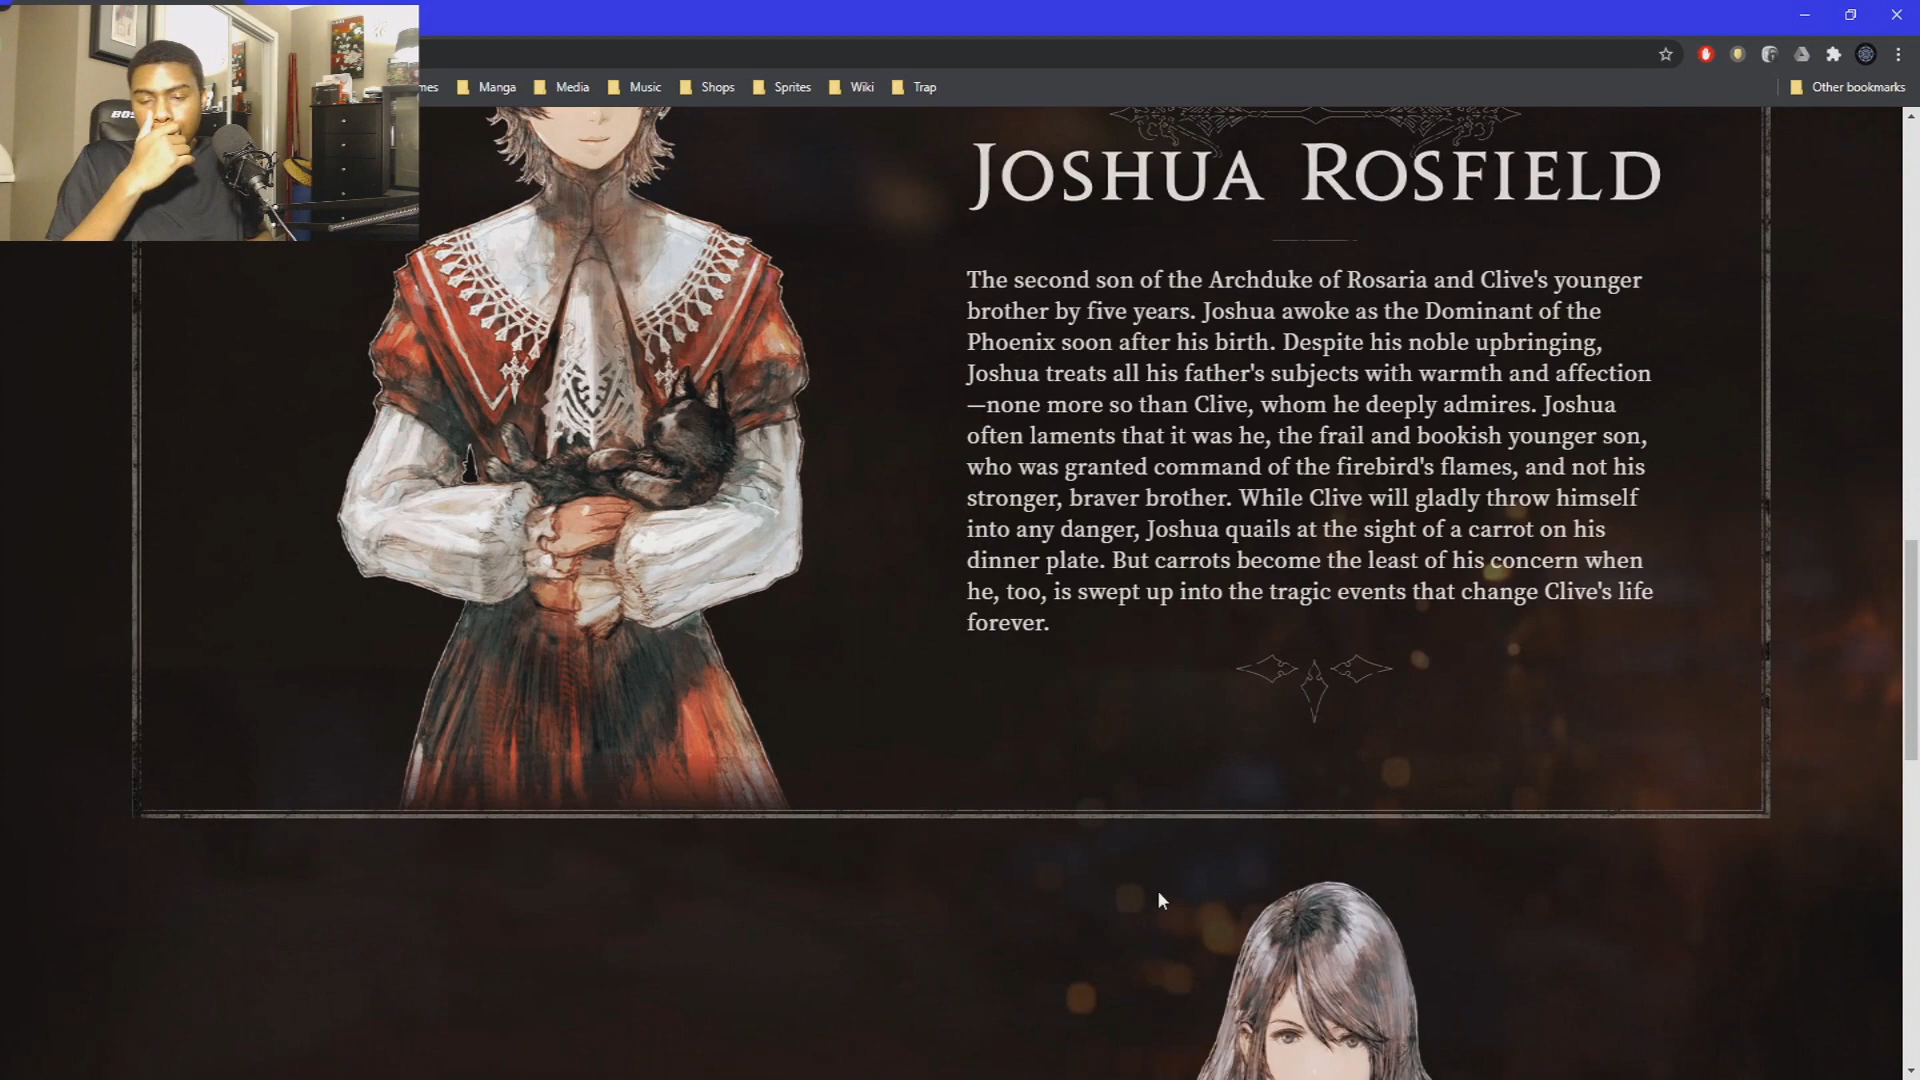 mes
Manga
Media
Music
Shops
Sprites
Wiki
Trap
Other bookmarks
JOSHUA ROSFIELD
The second son of the Archduke of Rosaria and Clive's younger
brother by five years. Joshua awoke as the Dominant of the
Phoenix soon after his birth. Despite his noble upbringing,
Joshua treats all his father's subjects with warmth and affection
—none more so than Clive, whom he deeply admires. Joshua
often laments that it was he, the frail and bookish younger son,
who was granted command of the firebird's flames, and not his
stronger, braver brother. While Clive will gladly throw himself
into any danger, Joshua quails at the sight of a carrot on his
dinner plate. But carrots become the least of his concern when
he, too, is swept up into the tragic events that change Clive's life
forever.